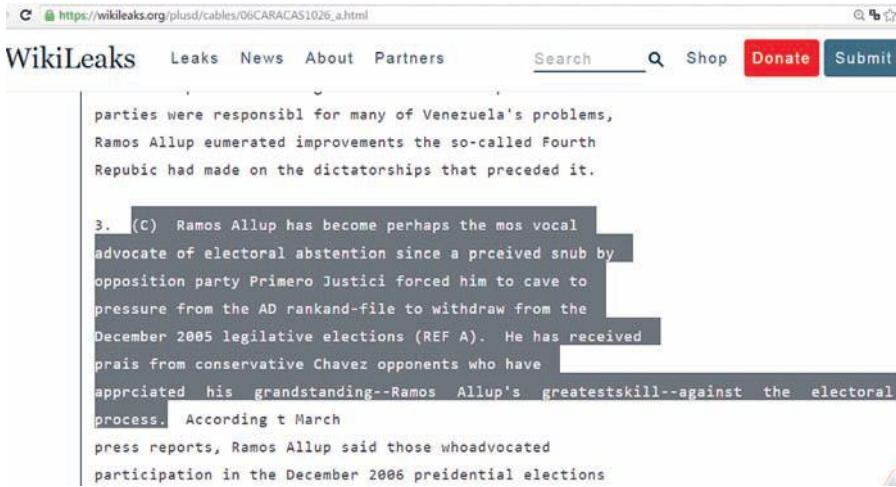 https://wikileaks.org/plusd/cables/06CARACAS1026_a.html
WikiLeaks Leaks News About Partners Search Shop Donate Submit
parties were responsibl for many of Venezuela's problems,
Ramos Allup eumerated improvements the so-called Fourth
Repubic had made on the dictatorships that preceded it.
3. (C) Ramos Allup has become perhaps the mos vocal
advocate of electoral abstention since a prceived snub by
opposition party Primero Justici forced him to cave to
pressure from the AD rankand-file to withdraw from the
December 2005 legilative elections (REF A). He has received
prais from conservative Chavez opponents who have
apprciated his grandstanding--Ramos Allup's greatestskill--against the electoral
process. According t March
press reports, Ramos Allup said those whoadvocated
participation in the December 2006 preidential elections